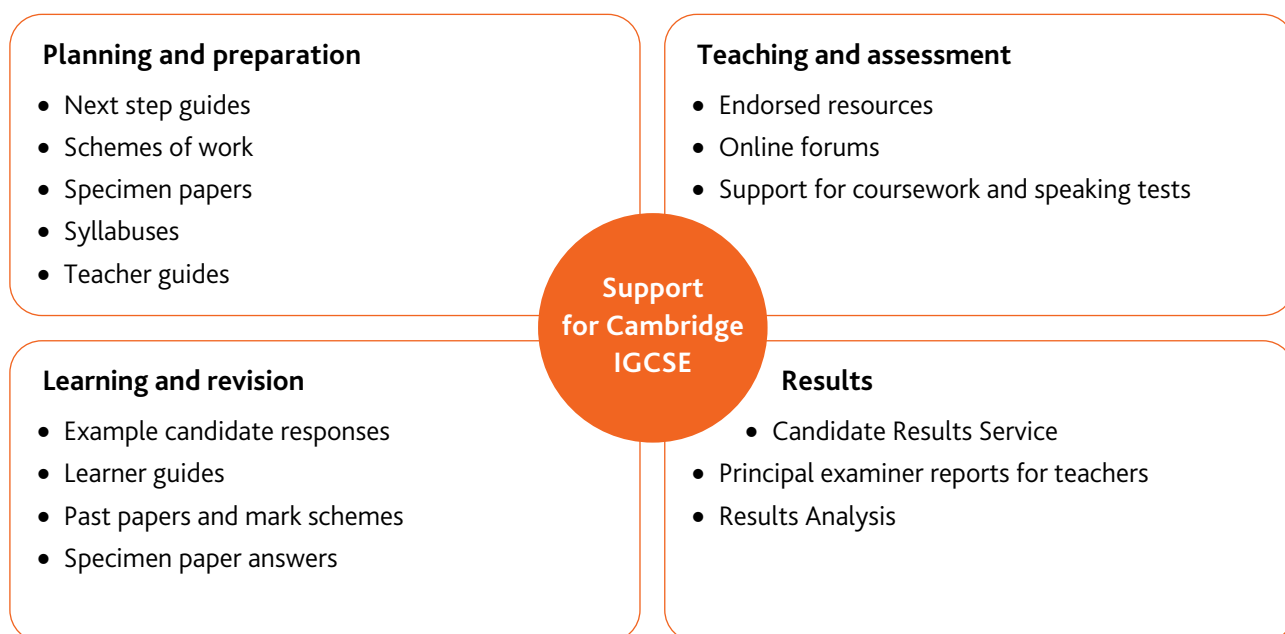 Planning and preparation
• Next step guides
• Schemes of work
• Specimen papers
• Syllabuses
• Teacher guides
Teaching and assessment
• Endorsed resources
• Online forums
• Support for coursework and speaking tests
Support
for Cambridge
IGCSE
Learning and revision
• Example candidate responses
• Learner guides
• Past papers and mark schemes
• Specimen paper answers
Results
• Candidate Results Service
• Principal examiner reports for teachers
• Results Analysis